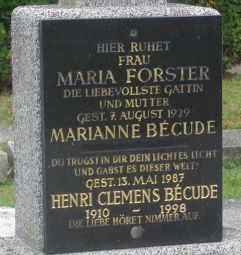 HIER RUHET
FRAU
MARIA FORSTER
DIE LIEBEVOLLSTE GATTIN
UND MUTTER
GEST. 7. AUGUST 1929
MARIANNE BÉCUDE
„DU TRUGST IN DIR DEIN LICHTES LICHT
UND GABST ES DIESER WELT"
GEST. 13. MAI 1987
HENRI CLEMENS BÉCUDE
1910 – 1998
DIE LIEBE HÖRET NIMMER AUF.